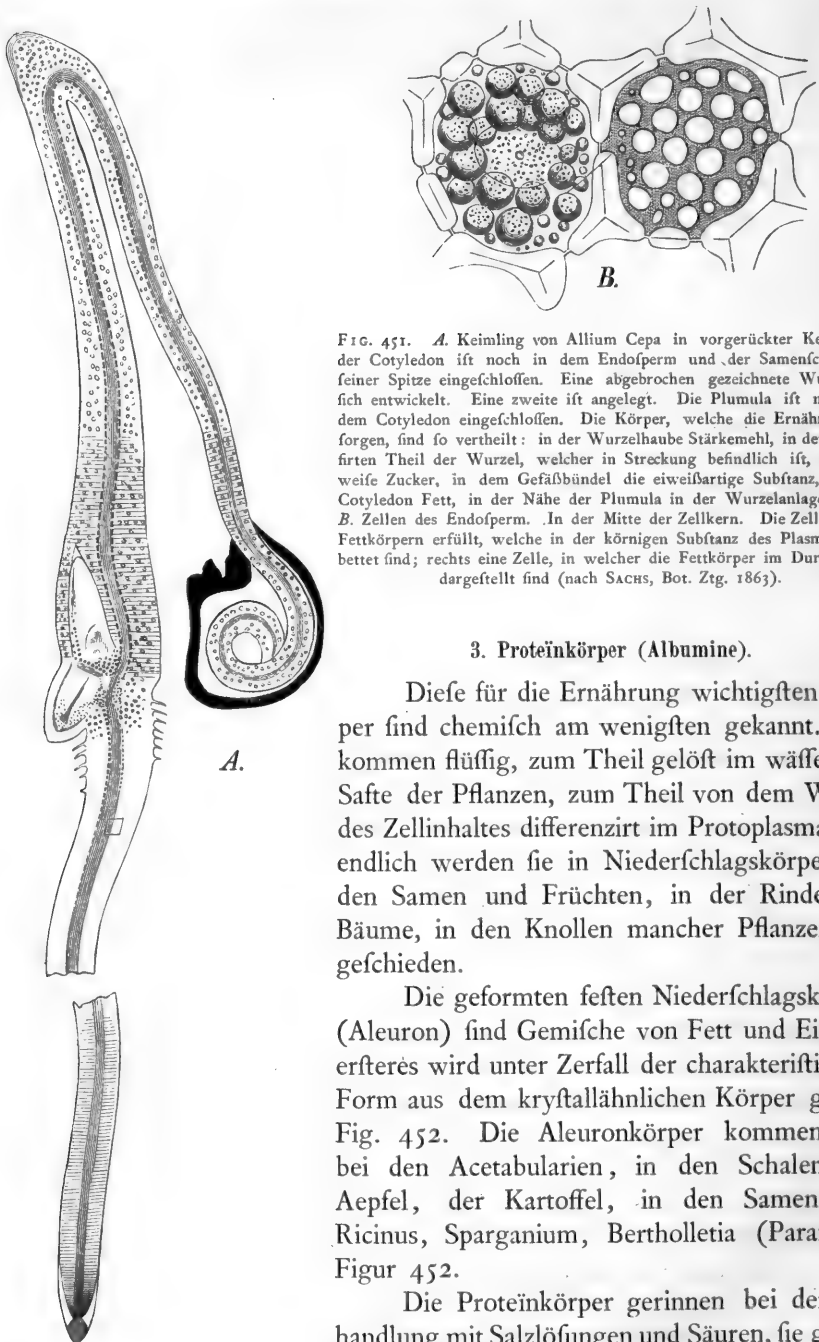 B.
FIG. 451. A. Keimling von Allium Cepa in vorgerückter Ke
der Cotyledon iſt noch in dem Endoſperm und der Samenſc
ſeiner Spitze eingeſchloſſen. Eine abgebrochen gezeichnete Wu
ſich entwickelt. Eine zweite iſt angelegt. Die Plumula iſt n
dem Cotyledon eingeſchloſſen. Die Körper, welche die Ernäh
ſorgen, ſind ſo vertheilt: in der Wurzelhaube Stärkemehl, in de
firten Theil der Wurzel, welcher in Streckung befindlich iſt,
weiſe Zucker, in dem Gefäßbündel die eiweißartige Subſtanz,
Cotyledon Fett, in der Nähe der Plumula in der Wurzelanlage
B. Zellen des Endoſperm. In der Mitte der Zellkern. Die Zell
Fettkörpern erfüllt, welche in der körnigen Subſtanz des Plasm
bettet ſind; rechts eine Zelle, in welcher die Fettkörper im Dur
dargeſtellt ſind (nach SACHS, Bot. Ztg. 1863).
3. Proteïnkörper (Albumine).
Dieſe für die Ernährung wichtigſten
per ſind chemiſch am wenigſten gekannt.
kommen flüſſig, zum Theil gelöſt im wäſſe
Safte der Pflanzen, zum Theil von dem W
des Zellinhaltes differenzirt im Protoplasma
endlich werden ſie in Niederſchlagskörpe
den Samen und Früchten, in der Rinde
Bäume, in den Knollen mancher Pflanze
geſchieden.
Die geformten feſten Niederſchlagsk
(Aleuron) ſind Gemiſche von Fett und Ei
erſteres wird unter Zerfall der charakteriſti
Form aus dem kryſtallähnlichen Körper g
Fig. 452. Die Aleuronkörper kommen
bei den Acetabularien, in den Schalen
Aepfel, der Kartoffel, in den Samen
Ricinus, Sparganium, Bertholletia (Para
Figur 452.
Die Proteïnkörper gerinnen bei de
handlung mit Salzlöſungen und Säuren, ſie g
A.